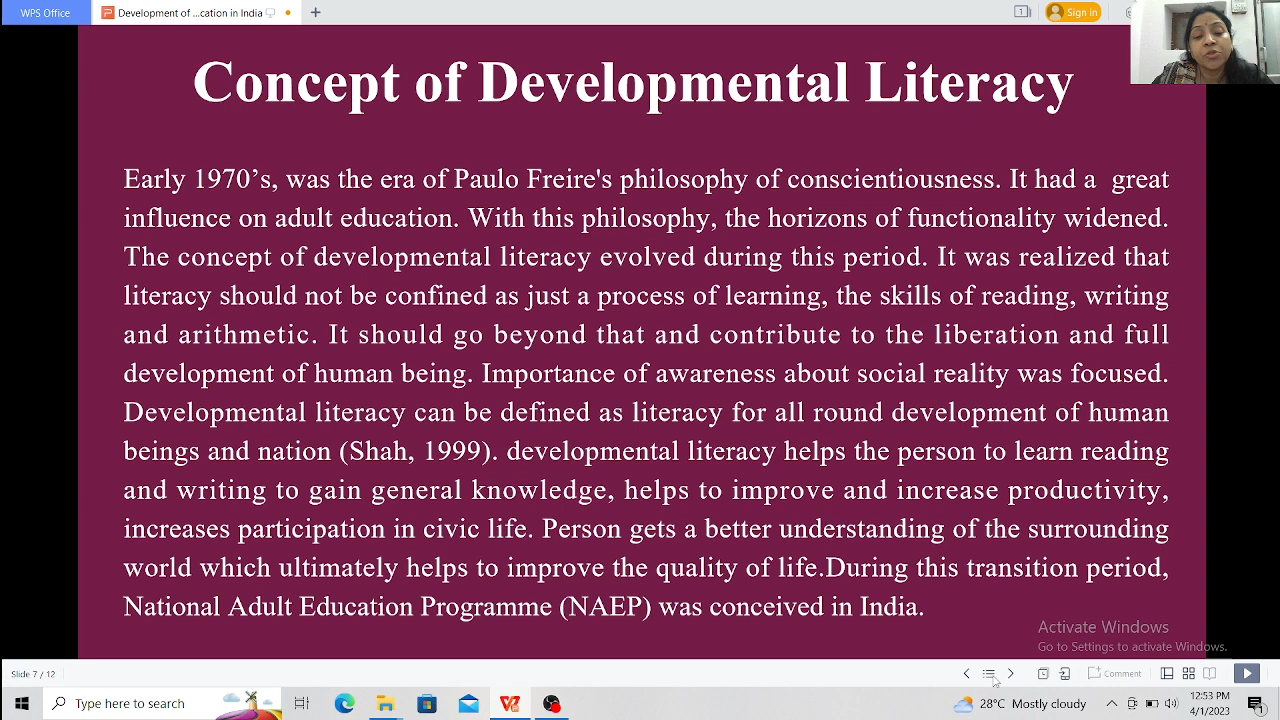 WPS Office
Development of ...cation in India
+
1
Sign in
Concept of Developmental Literacy
Early 1970’s, was the era of Paulo Freire's philosophy of conscientiousness. It had a great
influence on adult education. With this philosophy, the horizons of functionality widened.
The concept of developmental literacy evolved during this period. It was realized that
literacy should not be confined as just a process of learning, the skills of reading, writing
and arithmetic. It should go beyond that and contribute to the liberation and full
development of human being. Importance of awareness about social reality was focused.
Developmental literacy can be defined as literacy for all round development of human
beings and nation (Shah, 1999). developmental literacy helps the person to learn reading
and writing to gain general knowledge, helps to improve and increase productivity,
increases participation in civic life. Person gets a better understanding of the surrounding
world which ultimately helps to improve the quality of life.During this transition period,
National Adult Education Programme (NAEP) was conceived in India.
Activate Windows
Go to Settings to activate Windows.
Slide 7 / 12
Comment
Type here to search
28°C Mostly cloudy
12:53 PM
4/1/2023
1